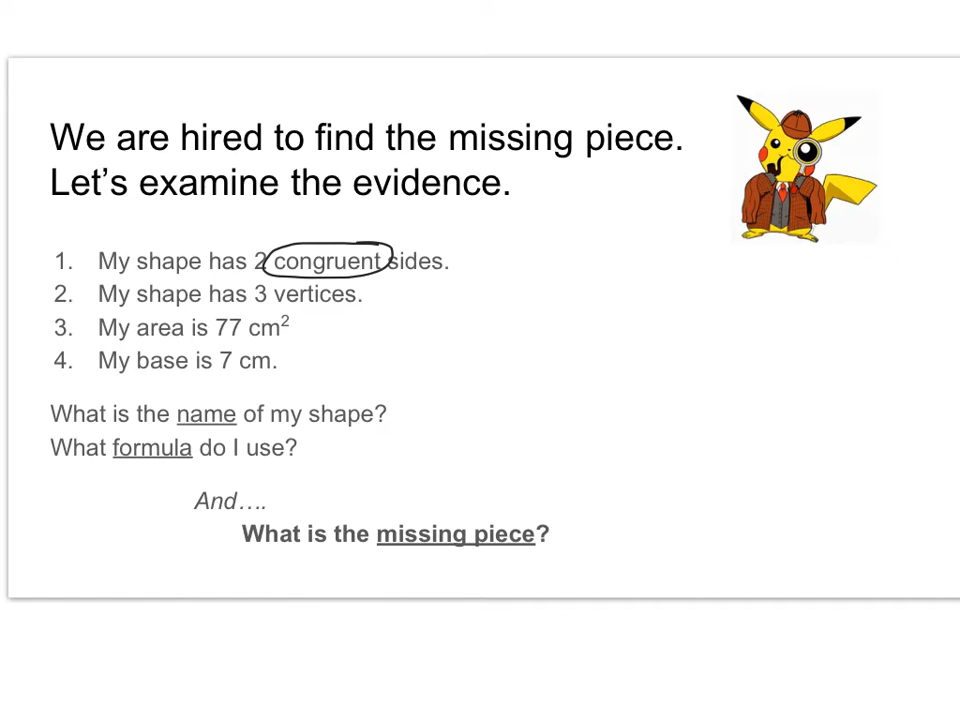 We are hired to find the missing piece.
Let's examine the evidence.
1. My shape has 2 congruent sides.
2. My shape has 3 vertices.
3. My area is 77 cm²
4. My base is 7 cm.
What is the name of my shape?
What formula do I use?
And….
What is the missing piece?